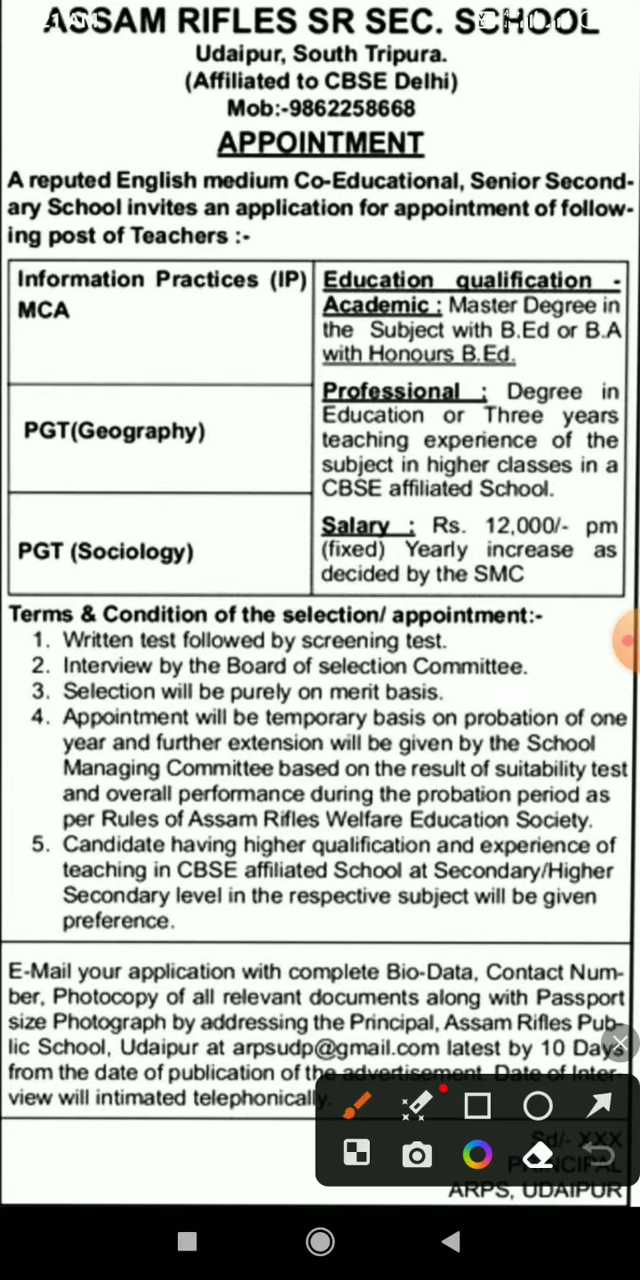 ASSAM RIFLES SR SEC. SCHOOL
Udaipur, South Tripura.
(Affiliated to CBSE Delhi)
Mob:-9862258668
APPOINTMENT
A reputed English medium Co-Educational, Senior Second-
ary School invites an application for appointment of follow-
ing post of Teachers :-
Information Practices (IP)
MCA
PGT(Geography)
PGT (Sociology)
Education qualification -
Academic : Master Degree in
the Subject with B.Ed or B.A
with Honours B.Ed.
Professional : Degree in
Education or Three years
teaching experience of the
subject in higher classes in a
CBSE affiliated School.
Salary : Rs. 12,000/- pm
(fixed) Yearly increase as
decided by the SMC
Terms & Condition of the selection/ appointment:-
1. Written test followed by screening test.
2. Interview by the Board of selection Committee.
3. Selection will be purely on merit basis.
4. Appointment will be temporary basis on probation of one
year and further extension will be given by the School
Managing Committee based on the result of suitability test
and overall performance during the probation period as
per Rules of Assam Rifles Welfare Education Society.
5. Candidate having higher qualification and experience of
teaching in CBSE affiliated School at Secondary/Higher
Secondary level in the respective subject will be given
preference.
E-Mail your application with complete Bio-Data, Contact Num-
ber, Photocopy of all relevant documents along with Passport
size Photograph by addressing the Principal, Assam Rifles Pub-
lic School, Udaipur at arpsudp@gmail.com latest by 10 Days
from the date of publication of the advertisement. Date of Inter-
view will intimated telephonically.
Sd/- XXX
PRINCIPAL
ARPS, UDAIPUR